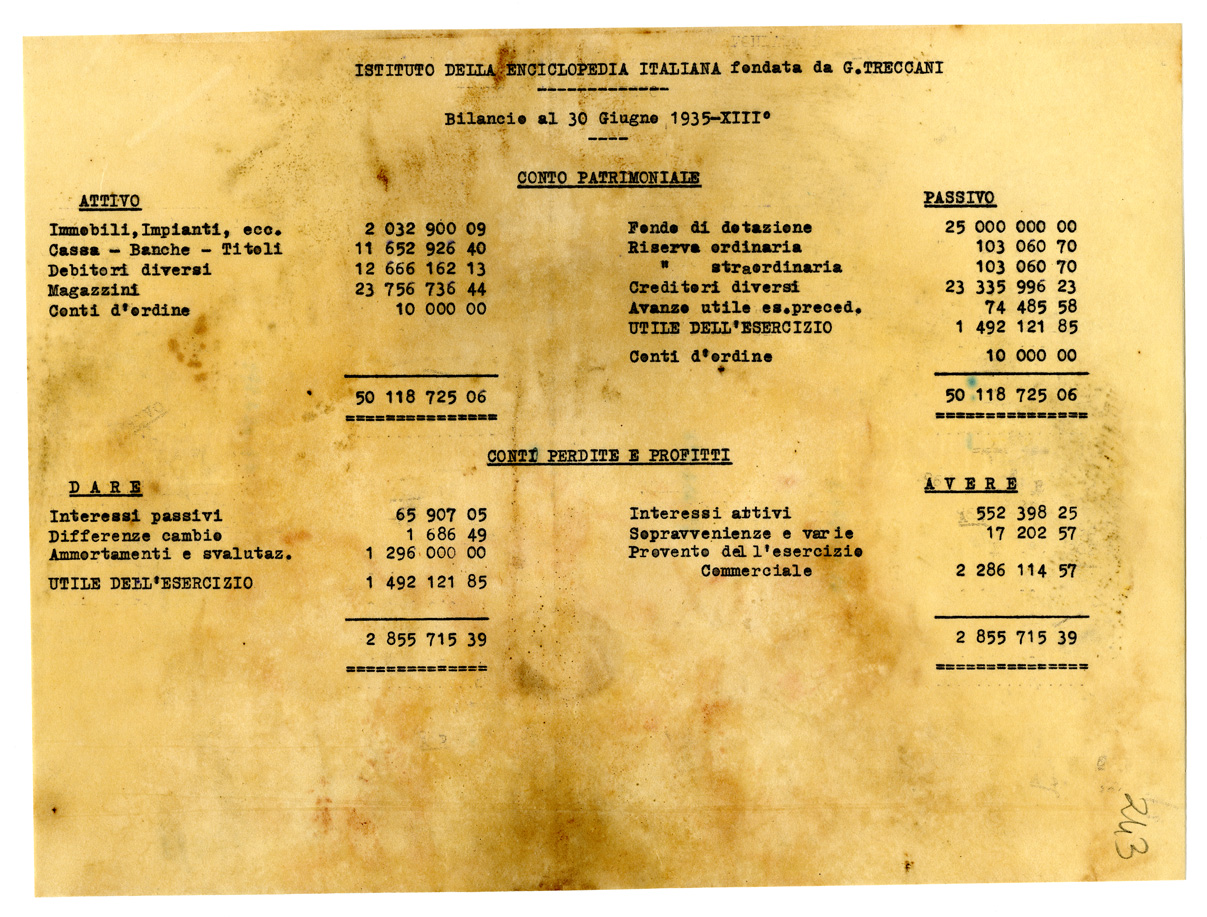 ISTITUTO DELLA ENCICLOPEDIA ITALIANA fondata da G.TRECCANI
Bilancio al 30 Giugno 1935-XIII°
CONTO PATRIMONIALE
ATTIVO
Immobili,Impianti, ecc. 2 032 900 09
Cassa - Banche - Titoli 11 652 926 40
Debitori diversi 12 666 162 13
Magazzini 23 756 736 44
Conti d'ordine 10 000 00
50 118 725 06
PASSIVO
Fondo di dotazione 25 000 000 00
Riserva ordinaria 103 060 70
" straordinaria 103 060 70
Creditori diversi 23 335 996 23
Avanzo utile es.preced. 74 485 58
UTILE DELL'ESERCIZIO 1 492 121 85
Conti d'ordine 10 000 00
50 118 725 06
CONTI PERDITE E PROFITTI
D A R E
Interessi passivi 65 907 05
Differenze cambio 1 686 49
Ammortamenti e svalutaz. 1 296 000 00
UTILE DELL'ESERCIZIO 1 492 121 85
2 855 715 39
A V E R E
Interessi attivi 552 398 25
Sopravvenienze e varie 17 202 57
Provento dell'esercizio
Commerciale 2 286 114 57
2 855 715 39
243